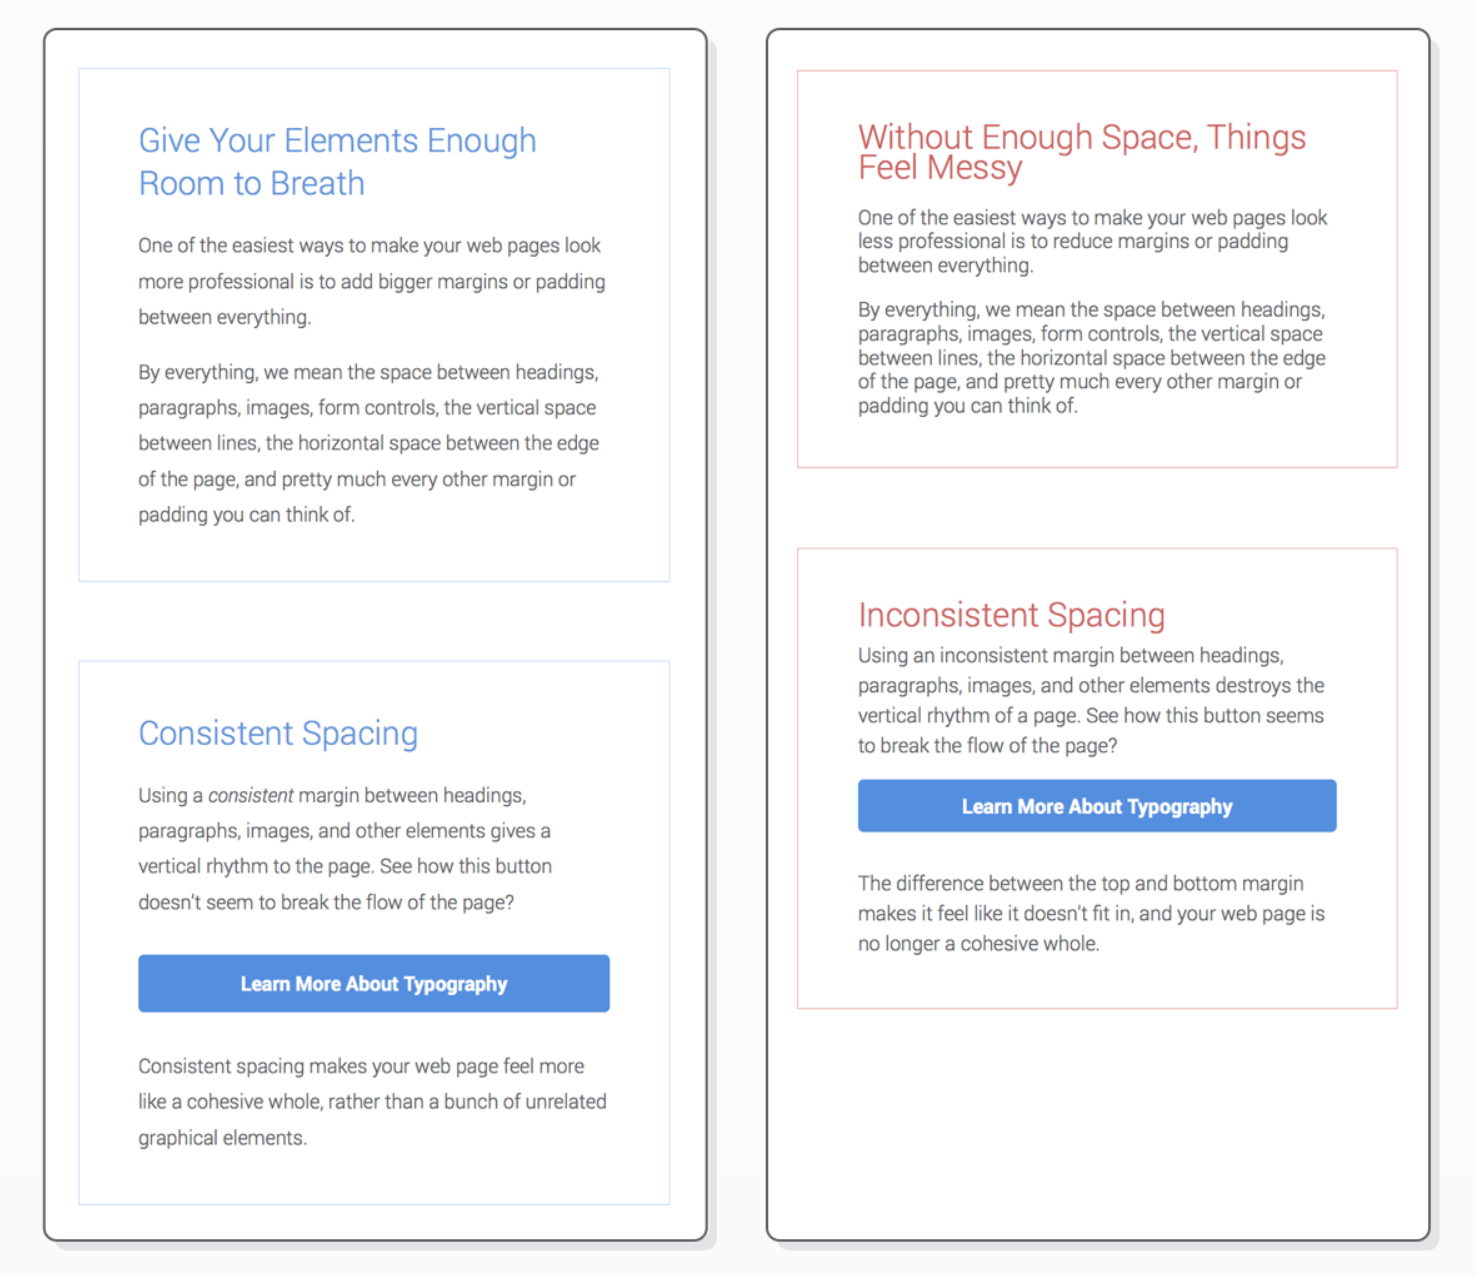 Give Your Elements Enough
Room to Breath
One of the easiest ways to make your web pages look
more professional is to add bigger margins or padding
between everything.
By everything, we mean the space between headings,
paragraphs, images, form controls, the vertical space
between lines, the horizontal space between the edge
of the page, and pretty much every other margin or
padding you can think of.
Consistent Spacing
Using a consistent margin between headings,
paragraphs, images, and other elements gives a
vertical rhythm to the page. See how this button
doesn't seem to break the flow of the page?
Learn More About Typography
Consistent spacing makes your web page feel more
like a cohesive whole, rather than a bunch of unrelated
graphical elements.
Without Enough Space, Things
Feel Messy
One of the easiest ways to make your web pages look
less professional is to reduce margins or padding
between everything.
By everything, we mean the space between headings,
paragraphs, images, form controls, the vertical space
between lines, the horizontal space between the edge
of the page, and pretty much every other margin or
padding you can think of.
Inconsistent Spacing
Using an inconsistent margin between headings,
paragraphs, images, and other elements destroys the
vertical rhythm of a page. See how this button seems
to break the flow of the page?
Learn More About Typography
The difference between the top and bottom margin
makes it feel like it doesn't fit in, and your web page is
no longer a cohesive whole.